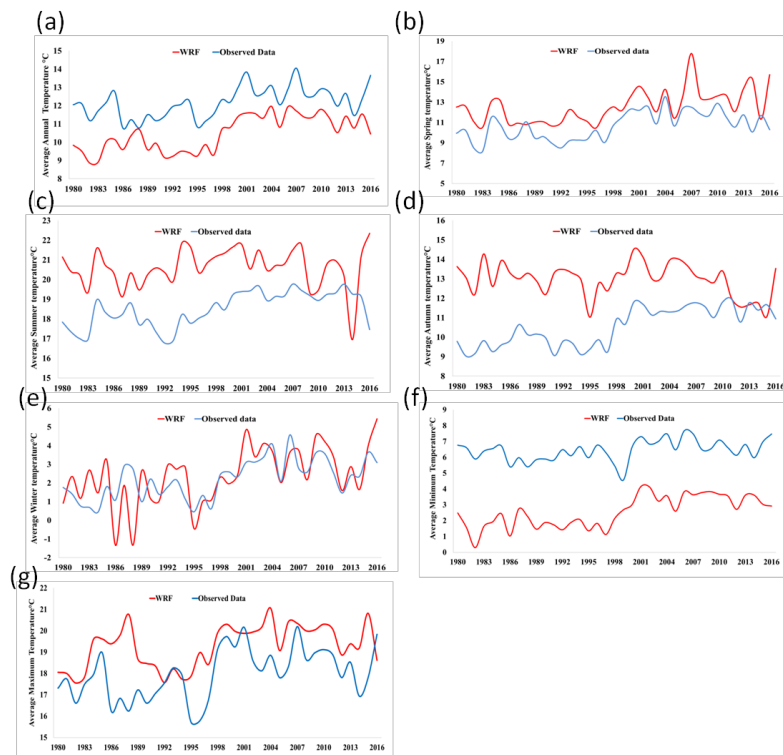 (a)
WRF Observed Data
Average Annual Temperature °C
15
14
13
12
11
10
9
8
1980 1983 1986 1989 1992 1995 1998 2001 2004 2007 2010 2013 2016
(b)
WRF Observed data
Average Spring temperature°C
19
17
15
13
11
9
7
5
1980 1983 1986 1989 1992 1995 1998 2001 2004 2007 2010 2013 2016
(c)
WRF Observed data
Average Summer temperature°C
23
22
21
20
19
18
17
16
15
1980 1983 1986 1989 1992 1995 1998 2001 2004 2007 2010 2013 2016
(d)
WRF Observed data
Average Autumn temperature°C
16
15
14
13
12
11
10
9
8
1980 1983 1986 1989 1992 1995 1998 2001 2004 2007 2010 2013 2016
(e)
WRF Observed data
Average Winter temperature°C
6
5
4
3
2
1
0
-1
-2
1980 1983 1986 1989 1992 1995 1998 2001 2004 2007 2010 2013 2016
(f)
WRF Observed Data
Average Minimum Temperature°C
9
8
7
6
5
4
3
2
1
0
1980 1983 1986 1989 1992 1995 1998 2001 2004 2007 2010 2013 2016
(g)
WRF Observed Data
Average Maximum Temperature°C
22
21
20
19
18
17
16
15
1980 1983 1986 1989 1992 1995 1998 2001 2004 2007 2010 2013 2016